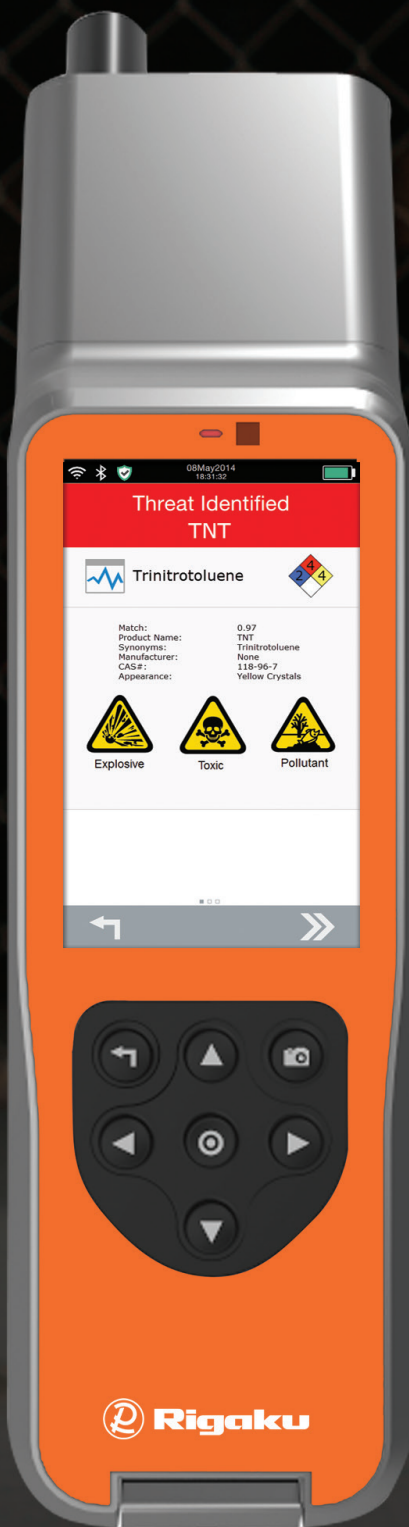 08May2014
18:31:32
Threat Identified
TNT
Trinitrotoluene
4
2 4
Match: 0.97
Product Name: TNT
Synonyms: Trinitrotoluene
Manufacturer: None
CAS#: 118-96-7
Appearance: Yellow Crystals
Explosive Toxic Pollutant
Rigaku